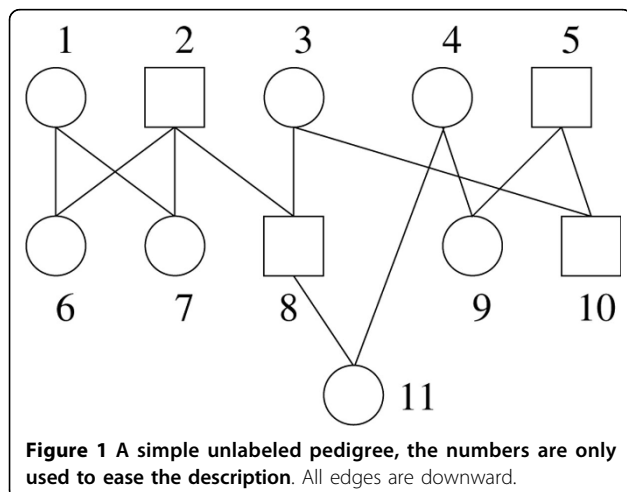 1 2 3 4 5
6 7 8 9 10
11
Figure 1 A simple unlabeled pedigree, the numbers are only
used to ease the description. All edges are downward.